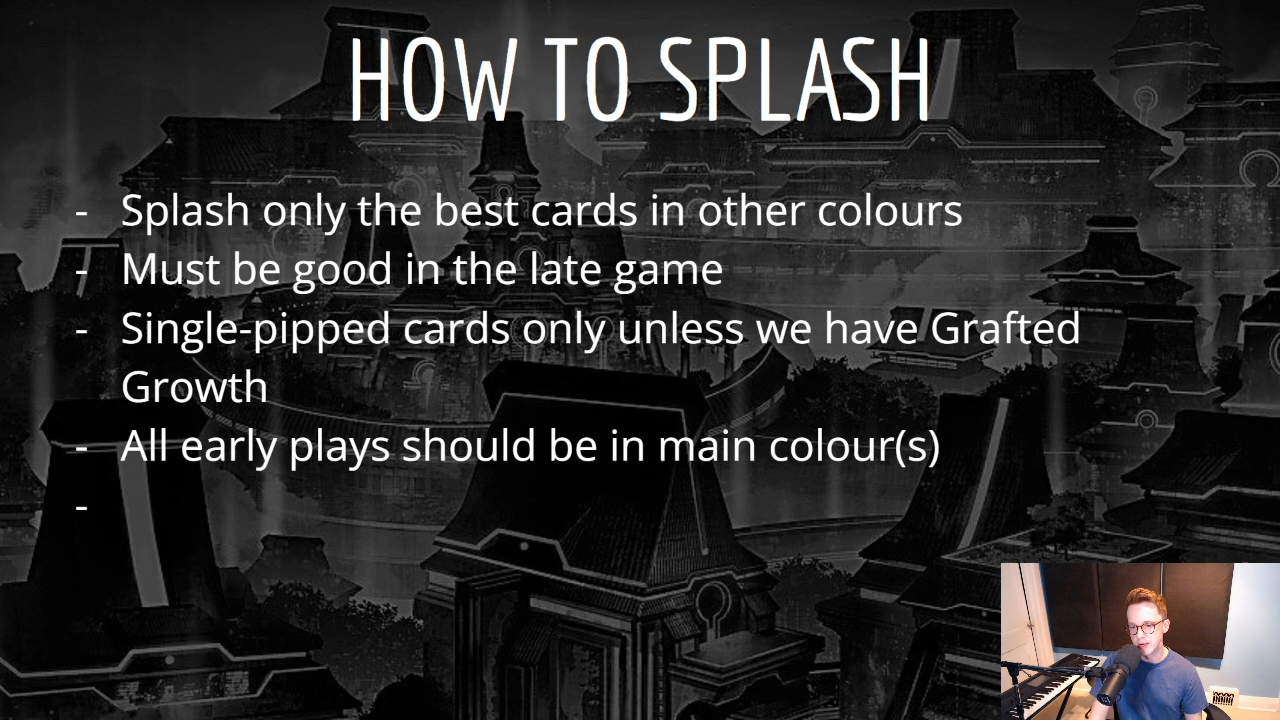 HOW TO SPLASH
- Splash only the best cards in other colours
- Must be good in the late game
- Single-pipped cards only unless we have Grafted
Growth
- All early plays should be in main colour(s)
-